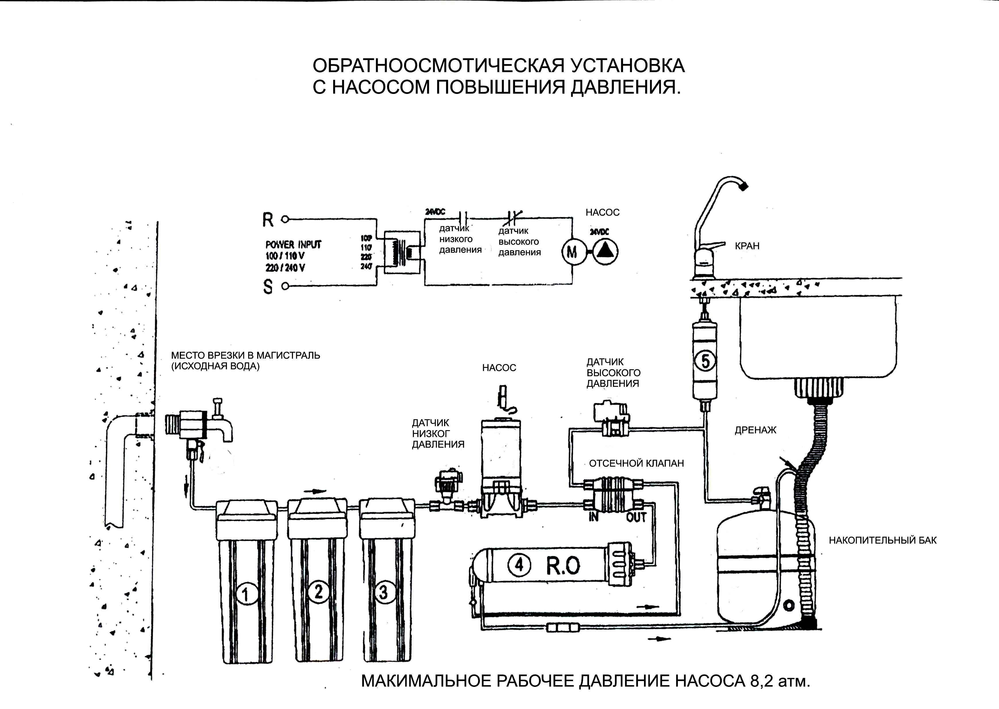 ОБРАТНООСМОТИЧЕСКАЯ УСТАНОВКА
С НАСОСОМ ПОВЫШЕНИЯ ДАВЛЕНИЯ.
R
POWER INPUT
100 / 110 V
220 / 240 V
S
100
110
220
240
24VDC
датчик
низкого
давления
датчик
высокого
давления
НАСОС
24VDC
M
КРАН
МЕСТО ВРЕЗКИ В МАГИСТРАЛЬ
(ИСХОДНАЯ ВОДА)
НАСОС
ДАТЧИК
ВЫСОКОГО
ДАВЛЕНИЯ
5
ДАТЧИК
НИЗКОГ
ДАВЛЕНИЯ
ДРЕНАЖ
ОТСЕЧНОЙ КЛАПАН
IN
OUT
НАКОПИТЕЛЬНЫЙ БАК
4
R.O
1
2
3
МАКИМАЛЬНОЕ РАБОЧЕЕ ДАВЛЕНИЕ НАСОСА 8,2 атм.